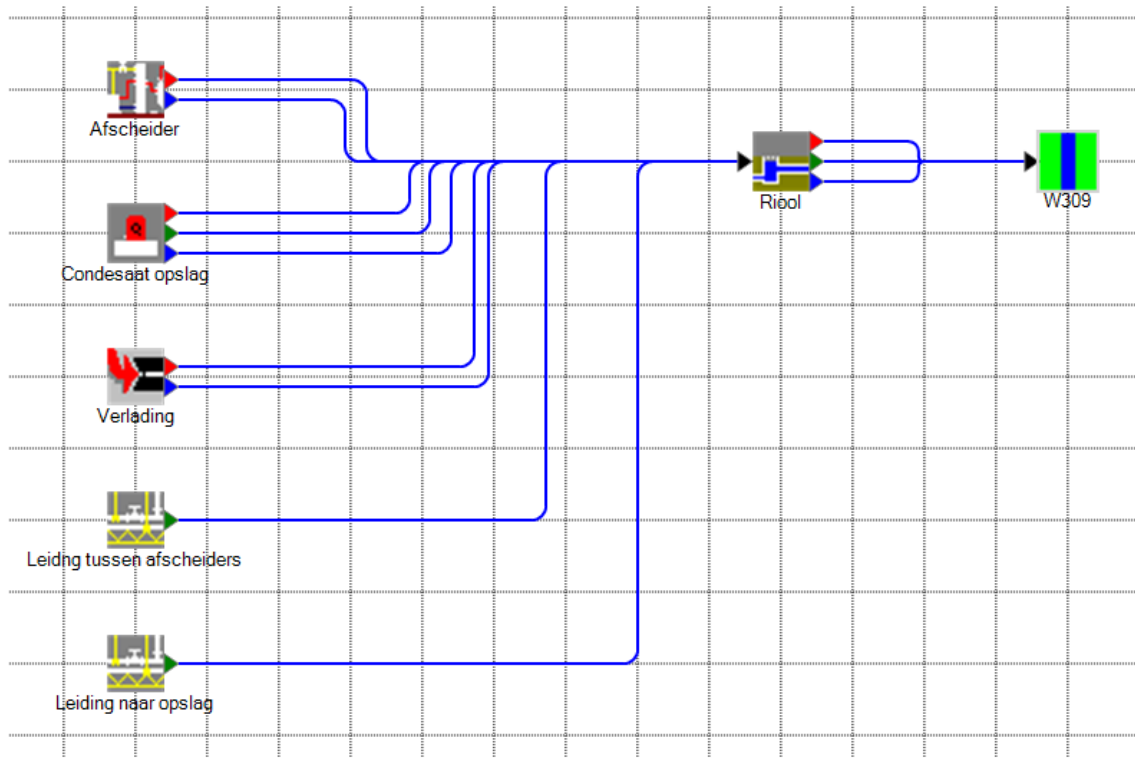 Afscheider
Riool
W309
Condesaat opslag
Verlading
Leidng tussen afscheiders
Leiding naar opslag